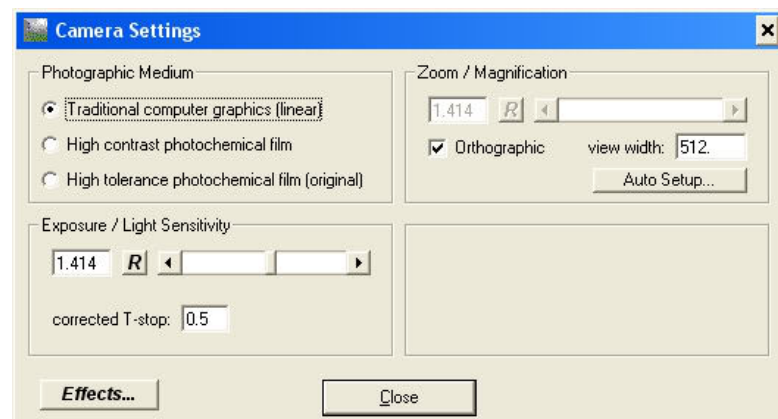 Camera Settings
Photographic Medium
Traditional computer graphics (linear)
High contrast photochemical film
High tolerance photochemical film (original)
Zoom / Magnification
1.414 R
Orthographic view width: 512.
Auto Setup...
Exposure / Light Sensitivity
1.414 R
corrected T-stop: 0.5
Effects...
Close